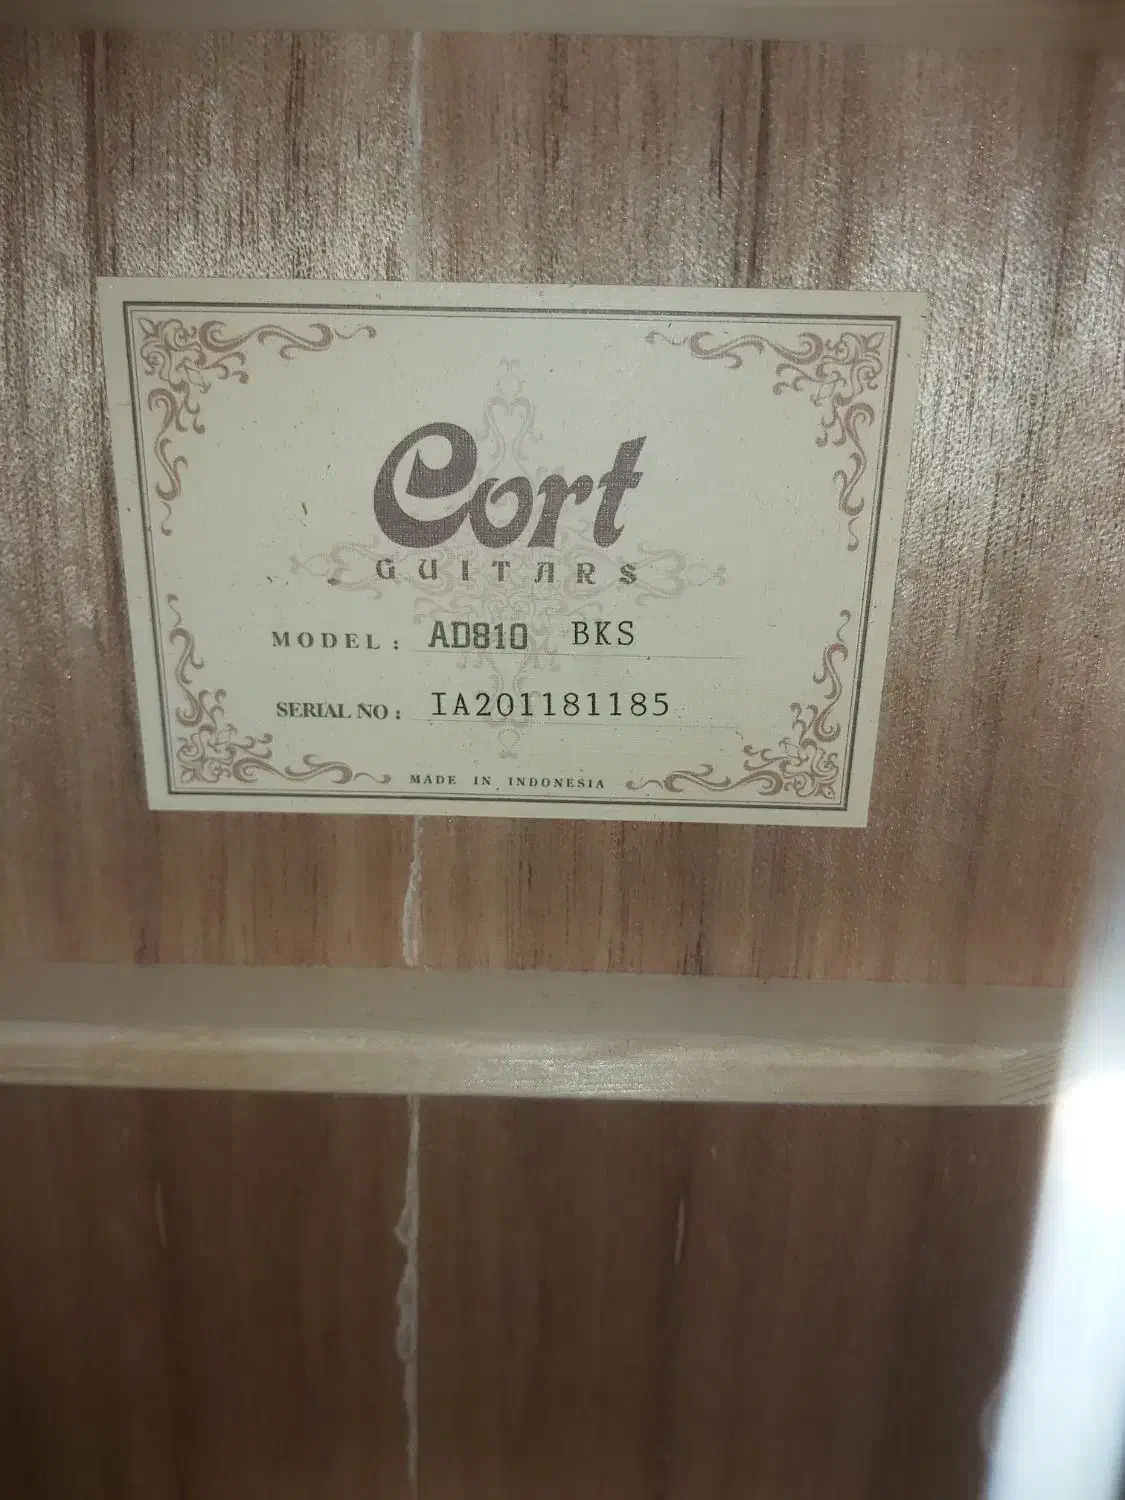 Cort
GUITARS
MODEL: AD810 BKS
SERIAL NO: IA201181185
MADE IN INDONESIA